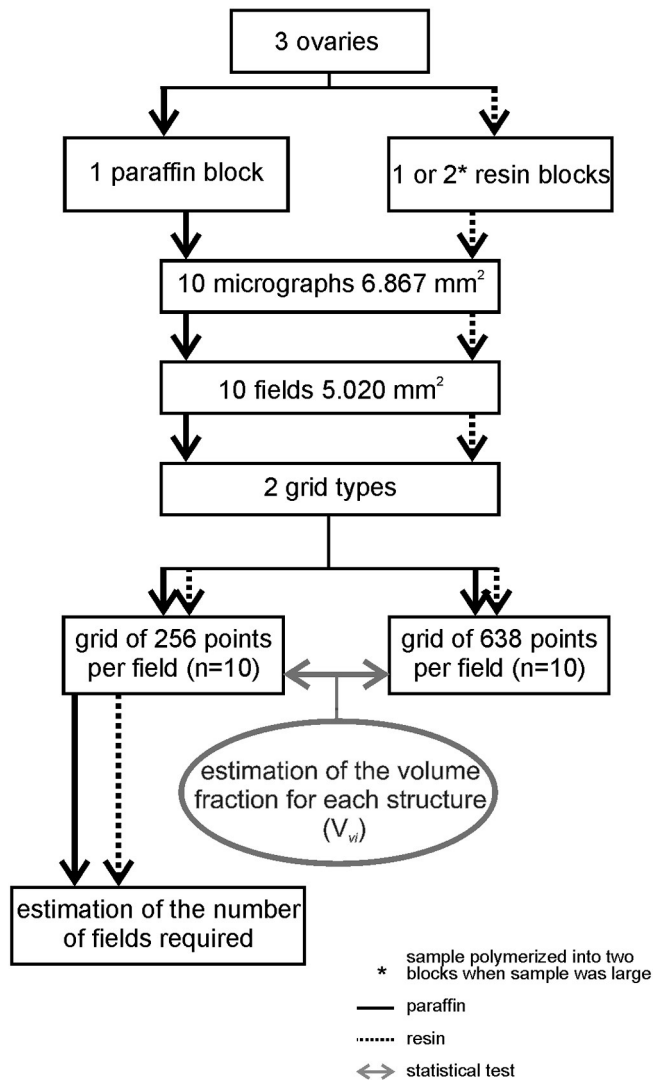 3 ovaries
1 paraffin block
1 or 2* resin blocks
10 micrographs 6.867 mm²
10 fields 5.020 mm²
2 grid types
grid of 256 points
per field (n=10)
grid of 638 points
per field (n=10)
estimation of the volume
fraction for each structure
(Vvi)
estimation of the number
of fields required
* sample polymerized into two
blocks when sample was large
paraffin
resin
statistical test